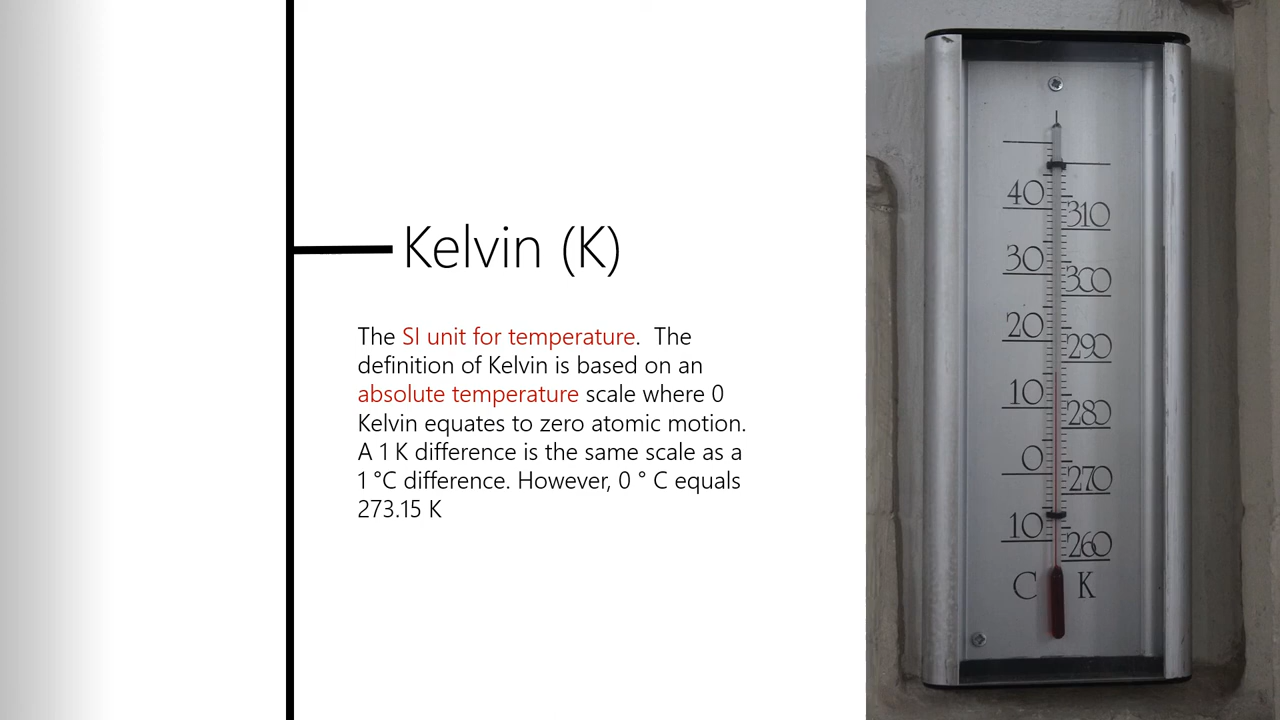 Kelvin (K)
The SI unit for temperature.  The
definition of Kelvin is based on an
absolute temperature scale where 0
Kelvin equates to zero atomic motion.
A 1 K difference is the same scale as a
1 °C difference. However, 0 ° C equals
273.15 K
40
310
30
300
20
290
10
280
0
270
10
260
C K